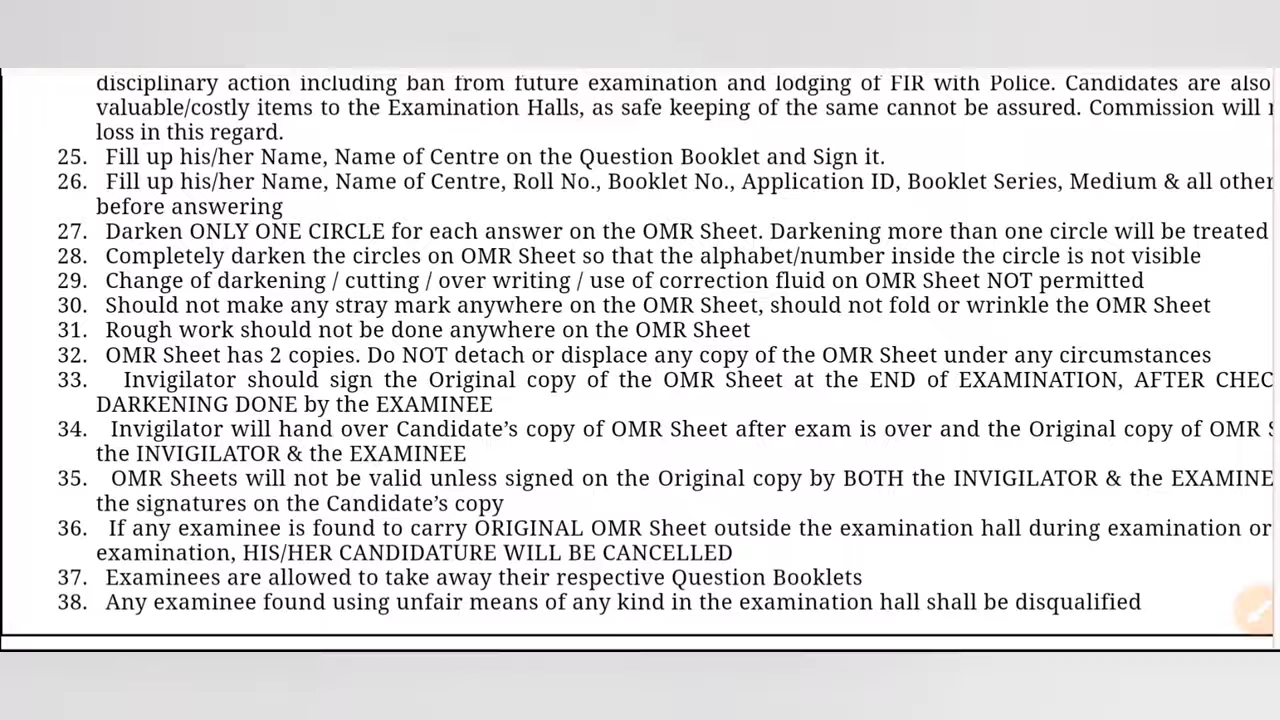 disciplinary action including ban from future examination and lodging of FIR with Police. Candidates are also
valuable/costly items to the Examination Halls, as safe keeping of the same cannot be assured. Commission will
loss in this regard.
25. Fill up his/her Name, Name of Centre on the Question Booklet and Sign it.
26. Fill up his/her Name, Name of Centre, Roll No., Booklet No., Application ID, Booklet Series, Medium & all other
before answering
27. Darken ONLY ONE CIRCLE for each answer on the OMR Sheet. Darkening more than one circle will be treated
28. Completely darken the circles on OMR Sheet so that the alphabet/number inside the circle is not visible
29. Change of darkening / cutting / over writing / use of correction fluid on OMR Sheet NOT permitted
30. Should not make any stray mark anywhere on the OMR Sheet, should not fold or wrinkle the OMR Sheet
31. Rough work should not be done anywhere on the OMR Sheet
32. OMR Sheet has 2 copies. Do NOT detach or displace any copy of the OMR Sheet under any circumstances
33. Invigilator should sign the Original copy of the OMR Sheet at the END of EXAMINATION, AFTER CHEC
DARKENING DONE by the EXAMINEE
34. Invigilator will hand over Candidate’s copy of OMR Sheet after exam is over and the Original copy of OMR
the INVIGILATOR & the EXAMINEE
35. OMR Sheets will not be valid unless signed on the Original copy by BOTH the INVIGILATOR & the EXAMINE
the signatures on the Candidate’s copy
36. If any examinee is found to carry ORIGINAL OMR Sheet outside the examination hall during examination or
examination, HIS/HER CANDIDATURE WILL BE CANCELLED
37. Examinees are allowed to take away their respective Question Booklets
38. Any examinee found using unfair means of any kind in the examination hall shall be disqualified